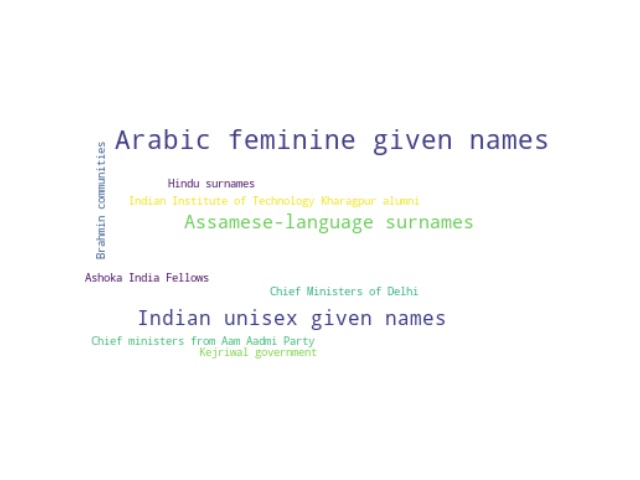 Arabic feminine given names
Brahmin communities
Hindu surnames
Indian Institute of Technology Kharagpur alumni
Assamese-language surnames
Ashoka India Fellows
Chief Ministers of Delhi
Indian unisex given names
Chief ministers from Aam Aadmi Party
Kejriwal government